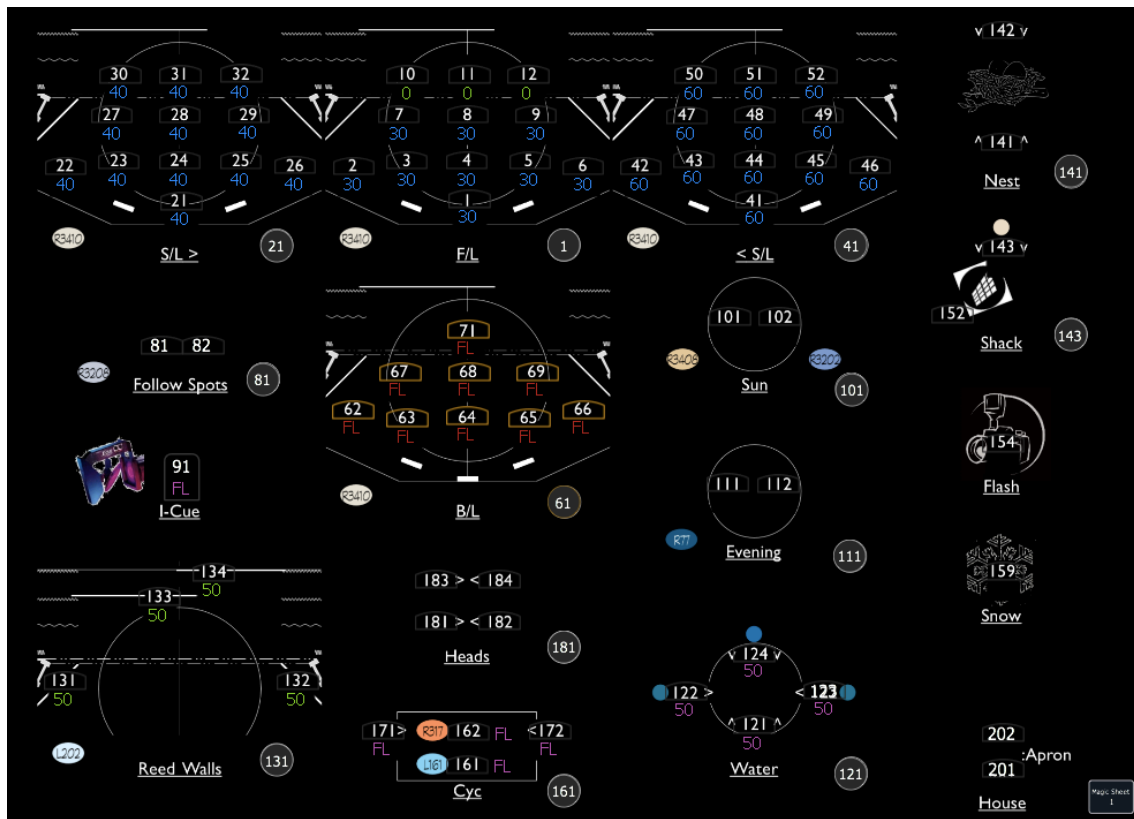 30 31 32
40 40 40
27 28 29
40 40 40
22 23 24 25 26
40 40 40 40 40
21
40
R3410 S/L > 21
10 11 12
0 0 0
7 8 9
30 30 30
2 3 4 5 6
30 30 30 30 30
1
30
R3410 F/L 1
50 51 52
60 60 60
47 48 49
60 60 60
42 43 44 45 46
60 60 60 60 60
41
60
R3410 < S/L 41
v 142 v
^ 141 ^
Nest 141
v 143 v
152
Shack 143
81 82
R3208 Follow Spots 81
71
FL
67 68 69
FL FL FL
62 63 64 65 66
FL FL FL FL FL
R3410 B/L 61
101 102
R3408 Sun R3202 101
154
Flash
91
FL
I-Cue
111 112
R77 Evening 111
159
Snow
134
50
133
50
131 132
50 50
L202 Reed Walls 131
183 > < 184
181 > < 182
Heads 181
171 > R317 162 FL < 172
FL FL
L161 161 FL
Cyc 161
v 124 v
50
122 > < 123
50 50
^ 121 ^
50
Water 121
202
:Apron
201
House
Magic Sheet
1